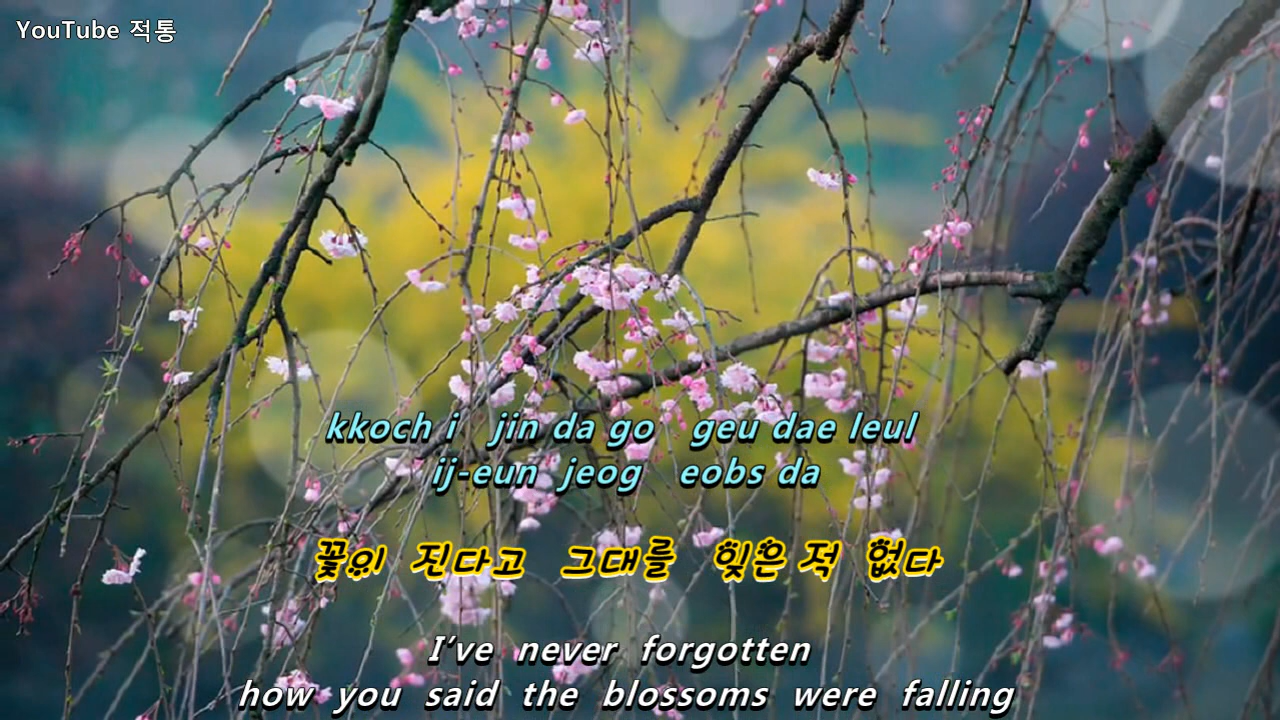 YouTube 적통
kkoch i jin da go geu dae leul
ij-eun jeog eobs da
꽃이 진다고 그대를 잊은 적 없다
I've never forgotten
how you said the blossoms were falling